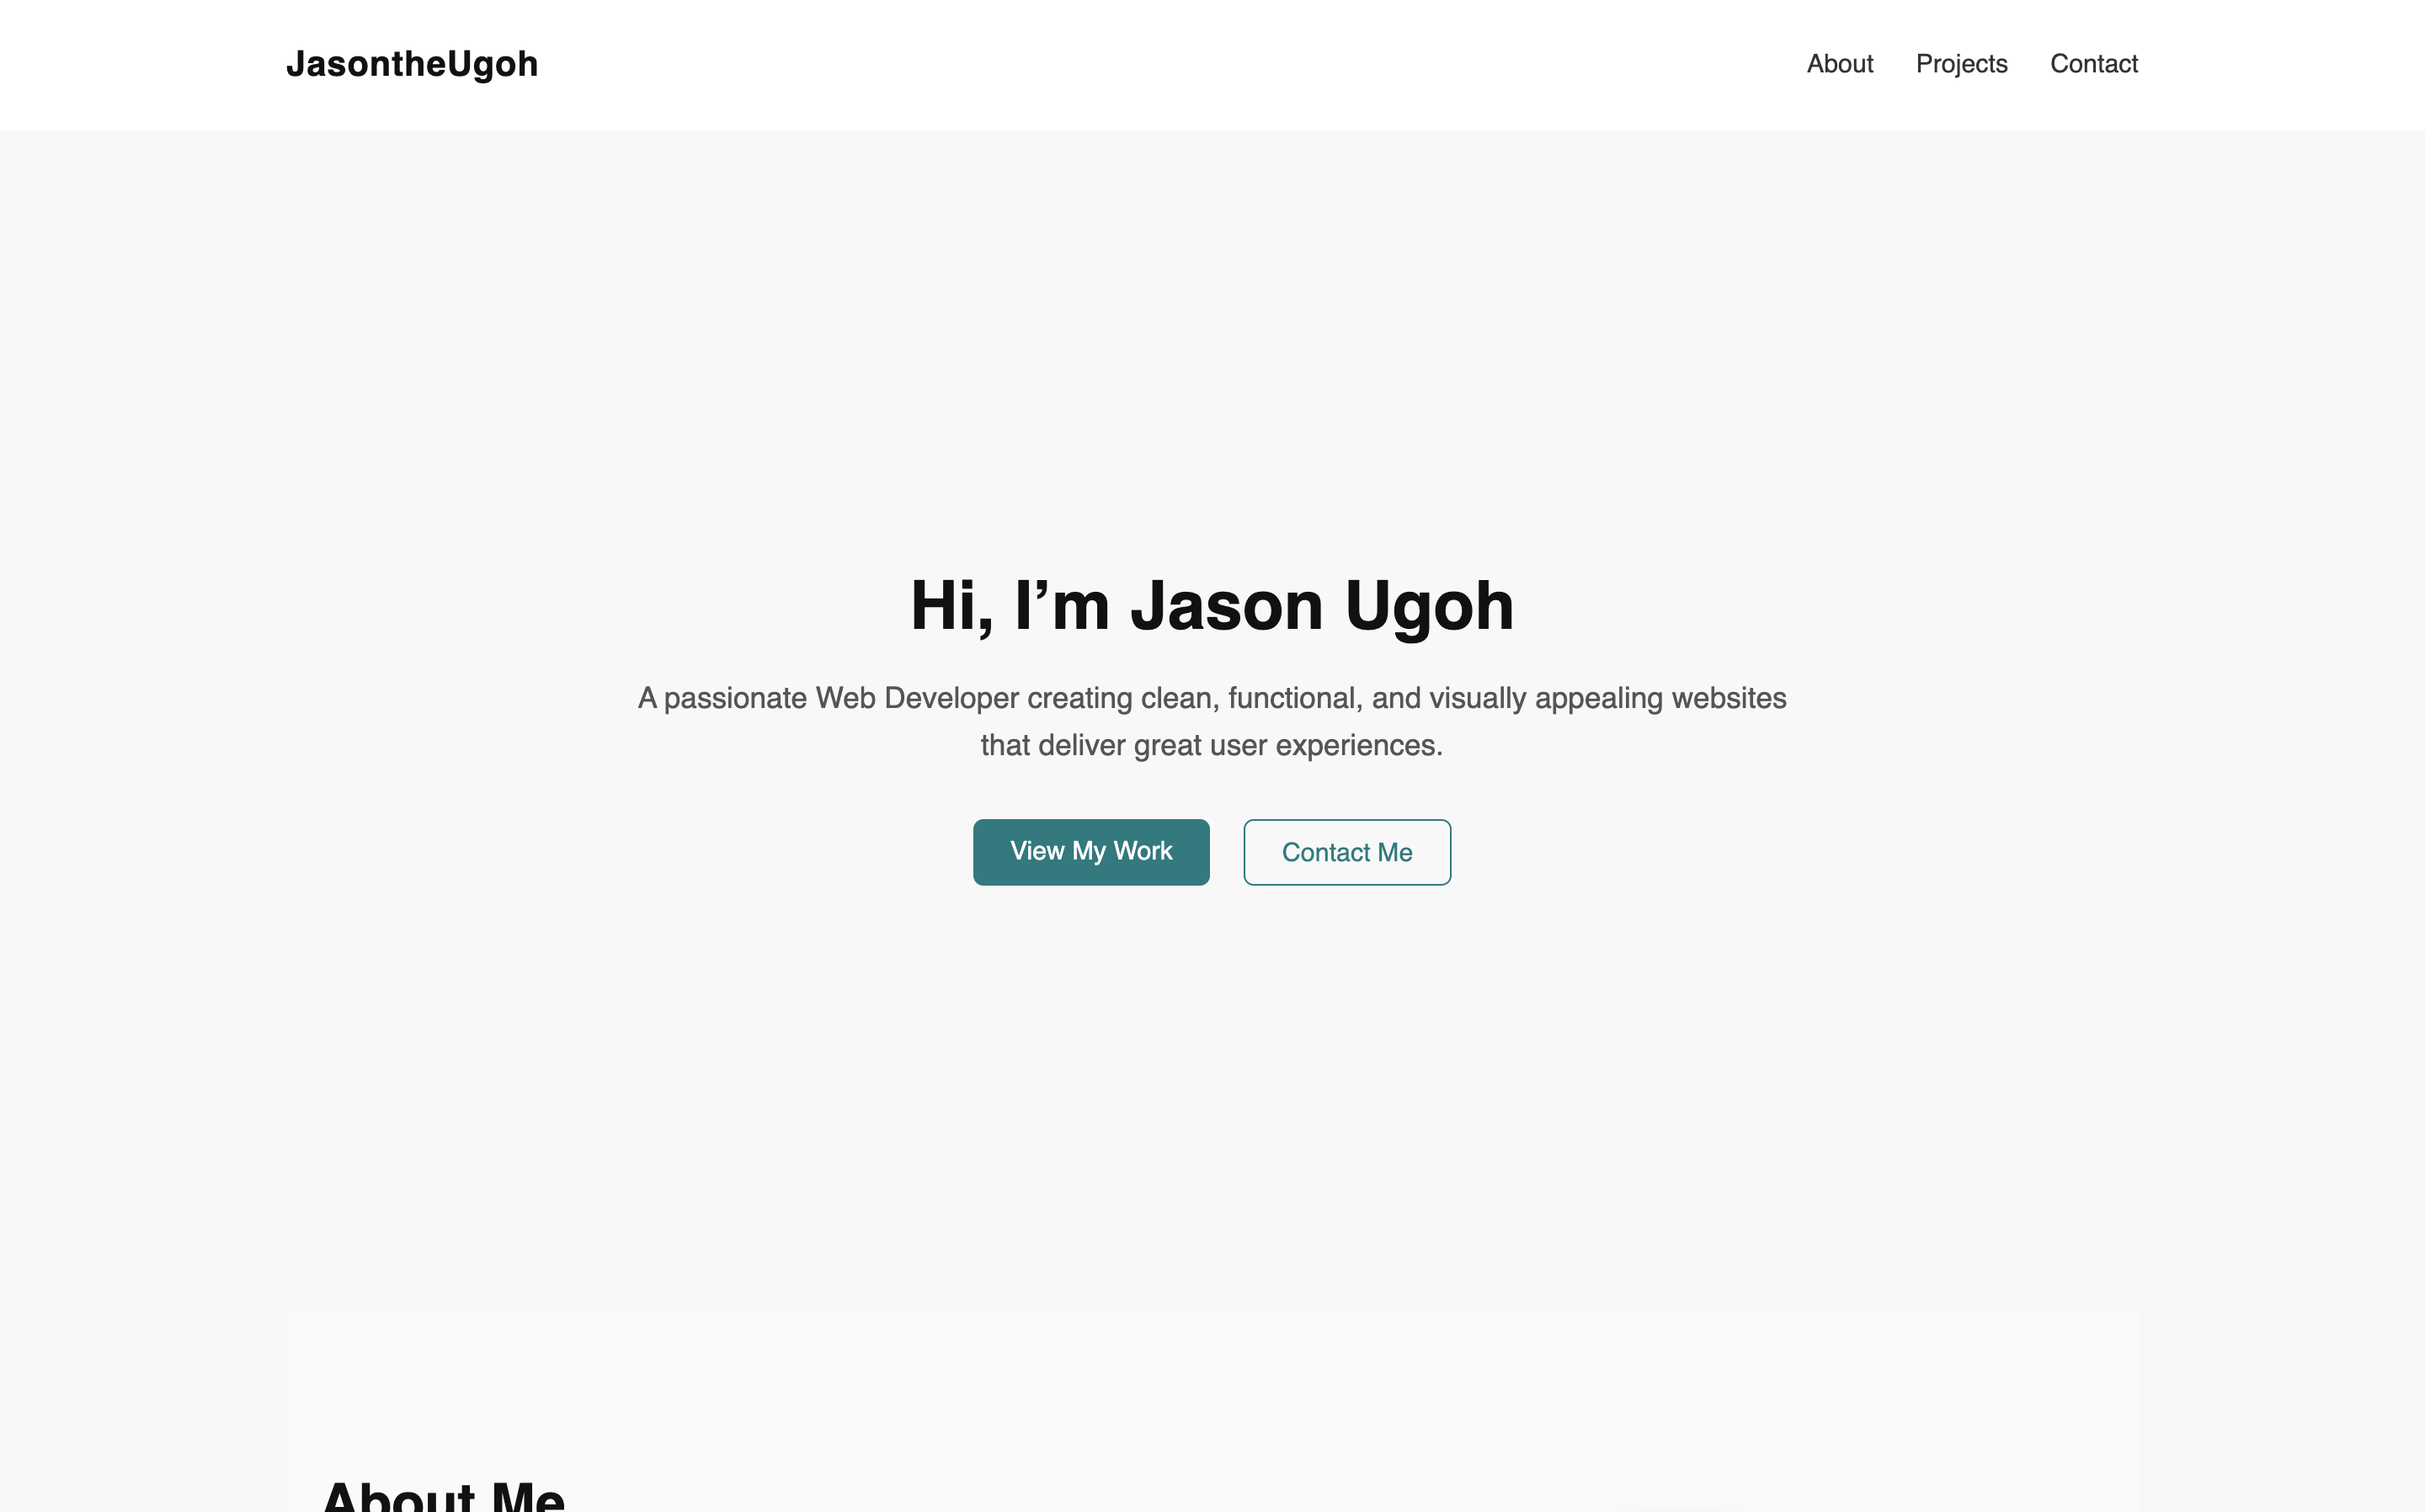 JasontheUgoh
About Projects Contact
Hi, I’m Jason Ugoh
A passionate Web Developer creating clean, functional, and visually appealing websites
that deliver great user experiences.
View My Work Contact Me
About Me